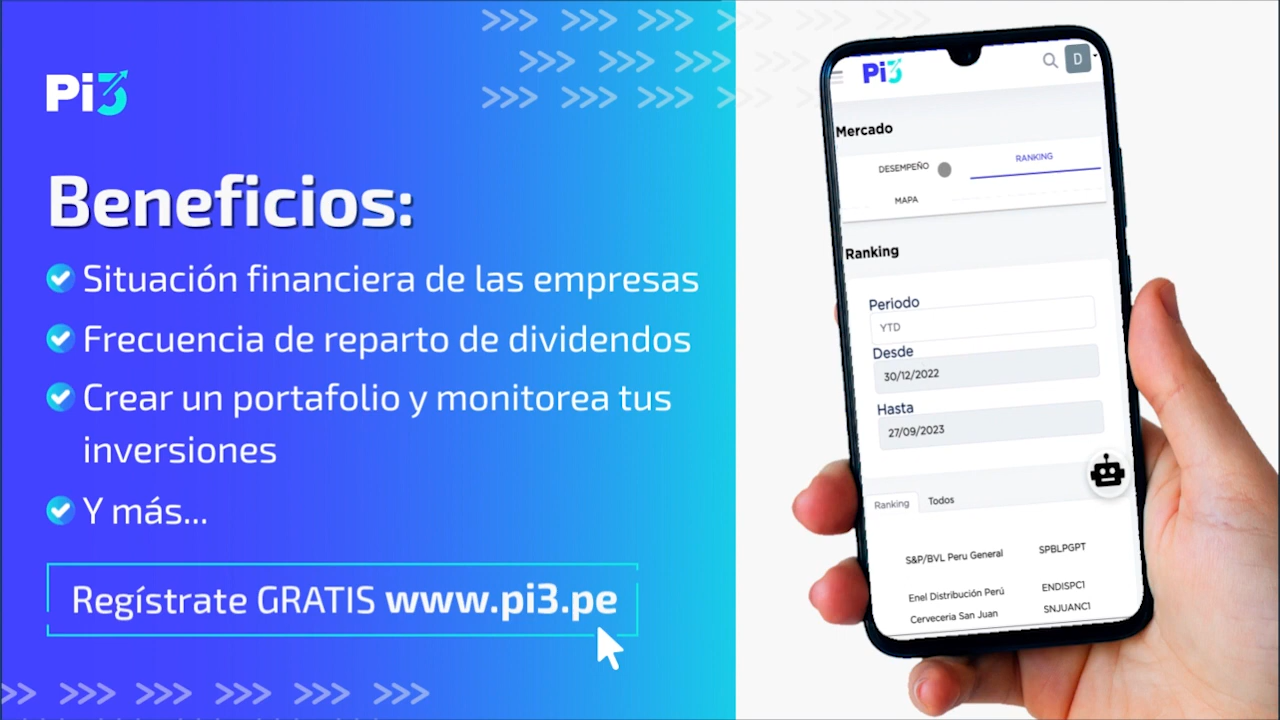 Pi3
Beneficios:
Situación financiera de las empresas
Frecuencia de reparto de dividendos
Crear un portafolio y monitorea tus
inversiones
Y más...
Regístrate GRATIS www.pi3.pe
Pi3
D
Mercado
DESEMPEÑO
RANKING
MAPA
Ranking
Periodo
YTD
Desde
30/12/2022
Hasta
27/09/2023
Ranking Todos
S&P/BVL Peru General SPBLPGPT
Enel Distribución Perú ENDISPC1
Cerveceria San Juan SNJUANC1